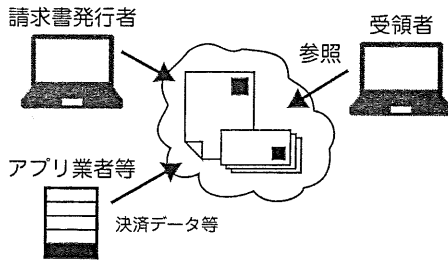 請求書発行者
受領者
参照
アプリ業者等
決済データ等